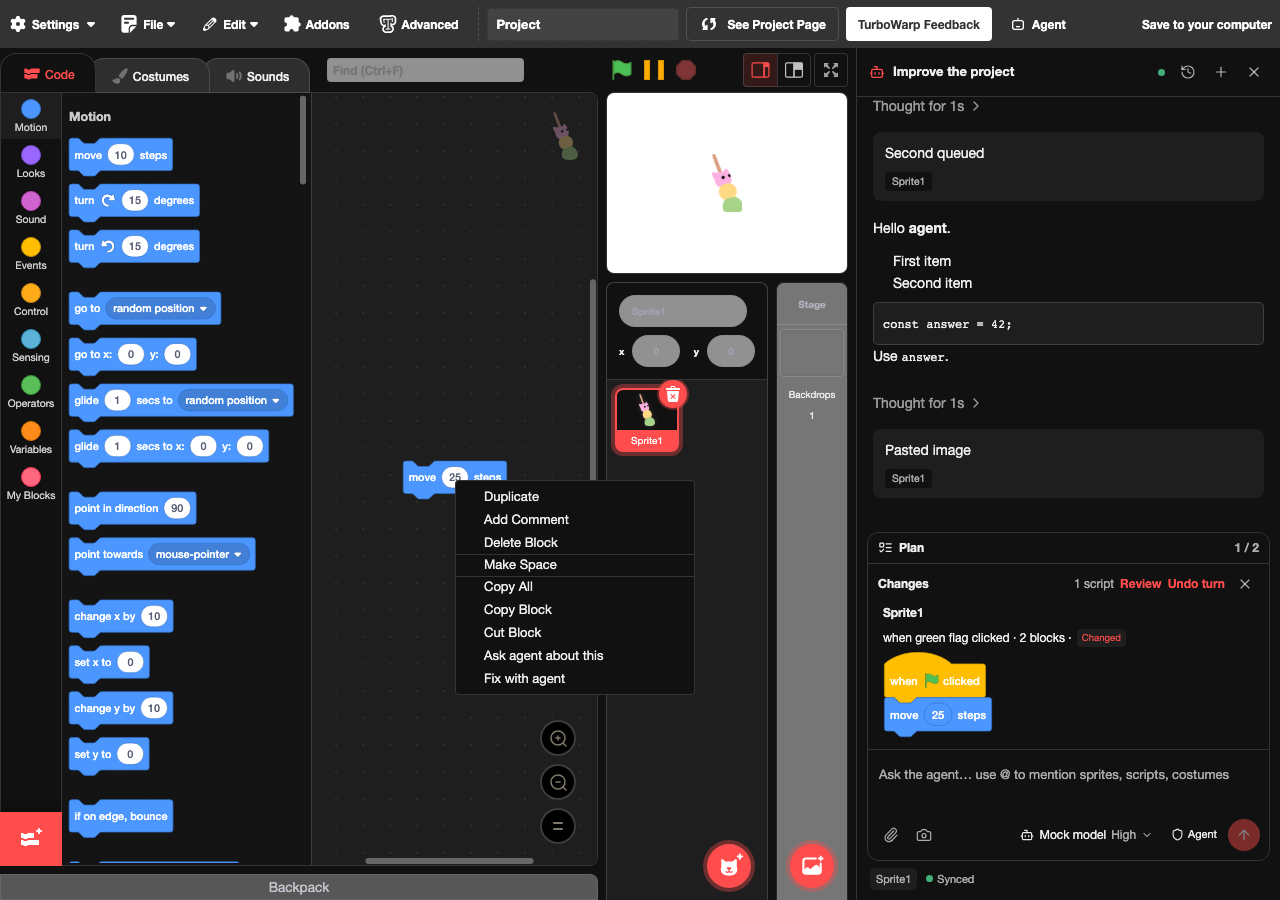 Settings
File
Edit
Addons
Advanced
Project
See Project Page
TurboWarp Feedback
Agent
Save to your computer
Code
Costumes
Sounds
Find (Ctrl+F)
Motion
Looks
Sound
Events
Control
Sensing
Operators
Variables
My Blocks
Motion
move 10 steps
turn 15 degrees
turn 15 degrees
go to random position
go to x: 0 y: 0
glide 1 secs to random position
glide 1 secs to x: 0 y: 0
point in direction 90
point towards mouse-pointer
change x by 10
set x to 0
change y by 10
set y to 0
if on edge, bounce
move 25 steps
Duplicate
Add Comment
Delete Block
Make Space
Copy All
Copy Block
Cut Block
Ask agent about this
Fix with agent
Backpack
Sprite1
x 0 y 0
Sprite1
Stage
Backdrops
1
Improve the project
Thought for 1s
Second queued
Sprite1
Hello agent.
First item
Second item
const answer = 42;
Use answer.
Thought for 1s
Pasted image
Sprite1
Plan 1 / 2
Changes 1 script Review Undo turn
Sprite1
when green flag clicked · 2 blocks · Changed
when clicked
move 25 steps
Ask the agent… use @ to mention sprites, scripts, costumes
Mock model High Agent
Sprite1 Synced